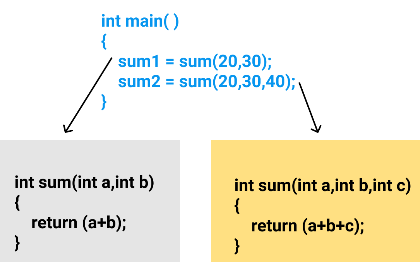 int main( )
{
sum1 = sum(20,30);
sum2 = sum(20,30,40);
}
int sum(int a,int b)
{
return (a+b);
}
int sum(int a,int b,int c)
{
return (a+b+c);
}